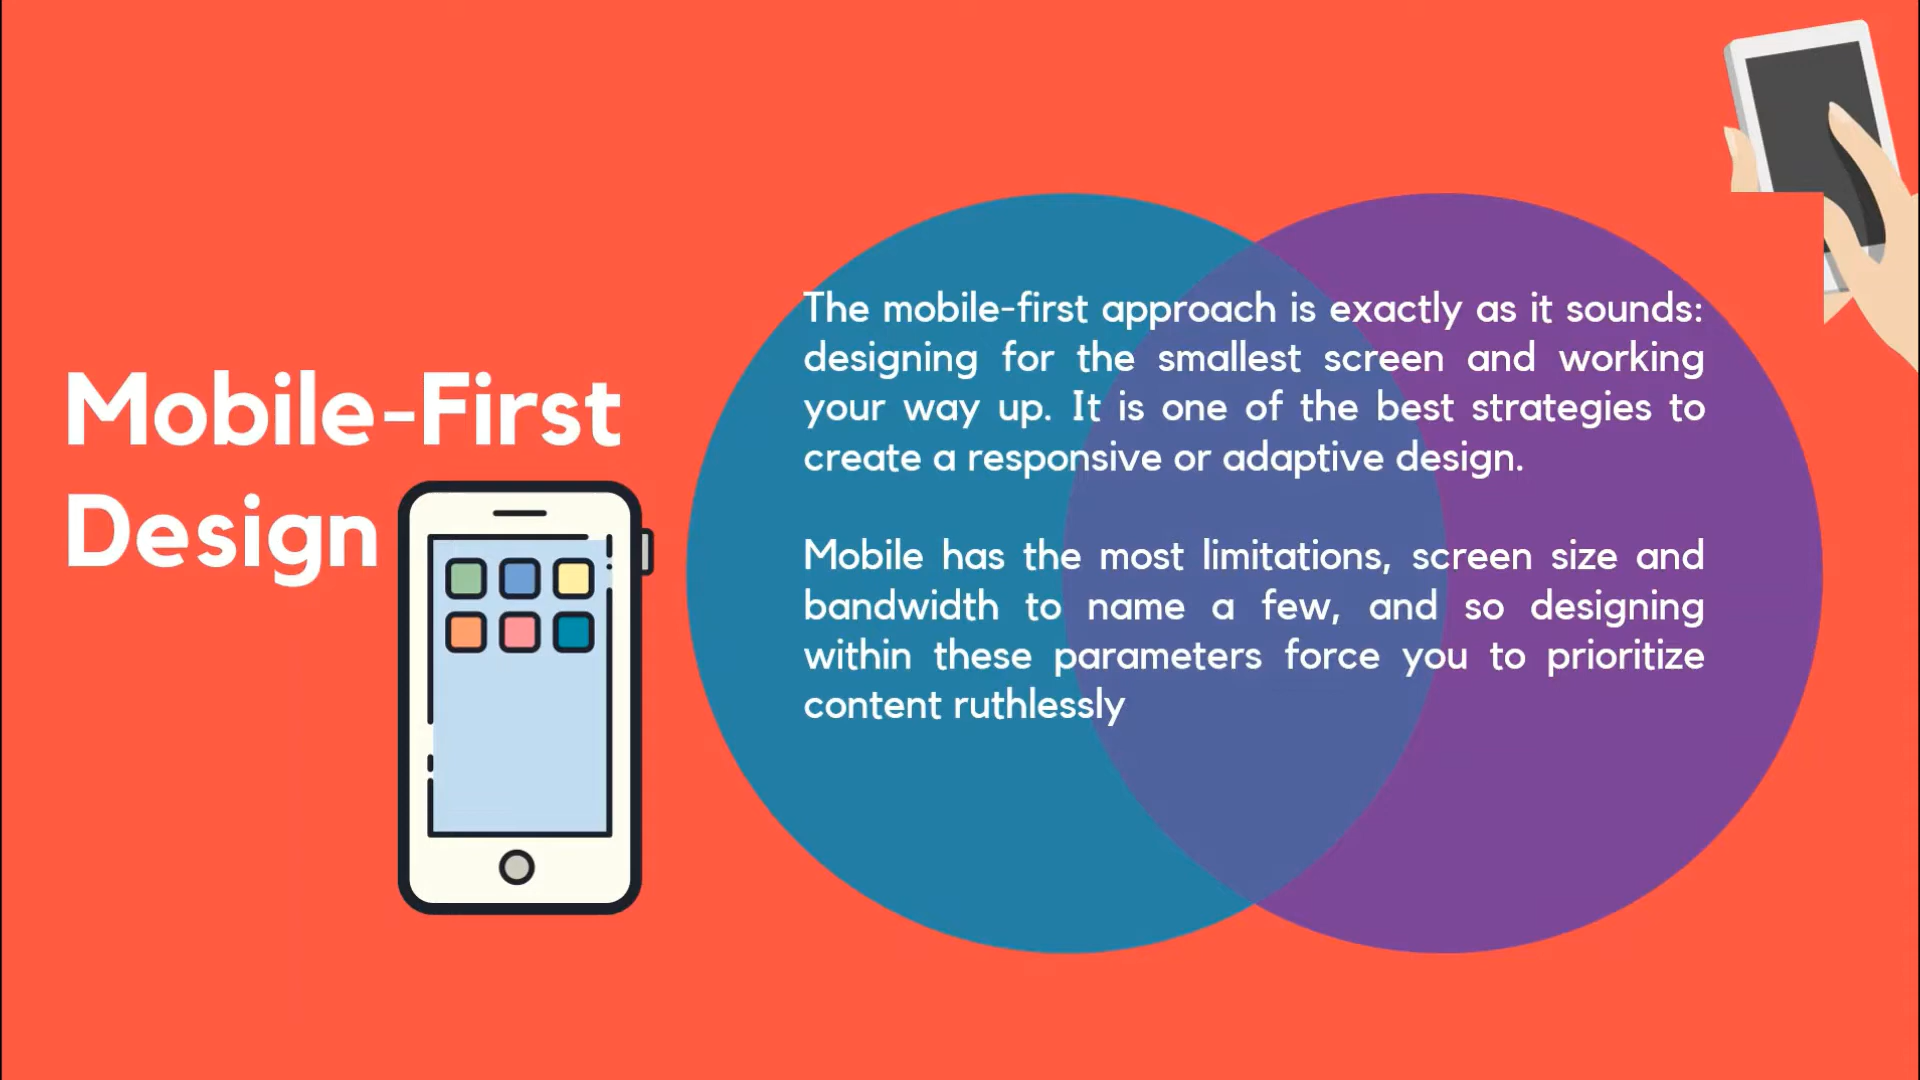 Mobile-First
Design
The mobile-first approach is exactly as it sounds:
designing for the smallest screen and working
your way up. It is one of the best strategies to
create a responsive or adaptive design.
Mobile has the most limitations, screen size and
bandwidth to name a few, and so designing
within these parameters force you to prioritize
content ruthlessly